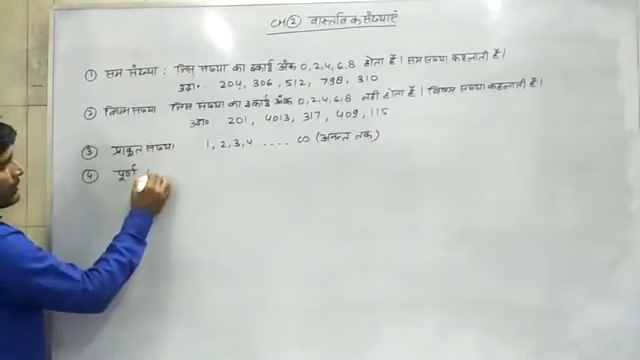 CH ② वास्तविक संख्याएं
① सम संख्या : जिस संख्या का इकाई अंक 0,2,4,6,8 होता है। सम संख्या कहलाती है।
उदा० 204, 306, 512, 798, 310
② विषम संख्या जिस संख्या का इकाई अंक 0,2,4,6,8 नहीं होता है। विषम संख्या कहलाती है।
उदा० 201, 4013, 317, 409, 115
③ प्राकृत संख्या 1,2,3,4 ..... ∞ (अनन्त तक)
④ पूर्ण